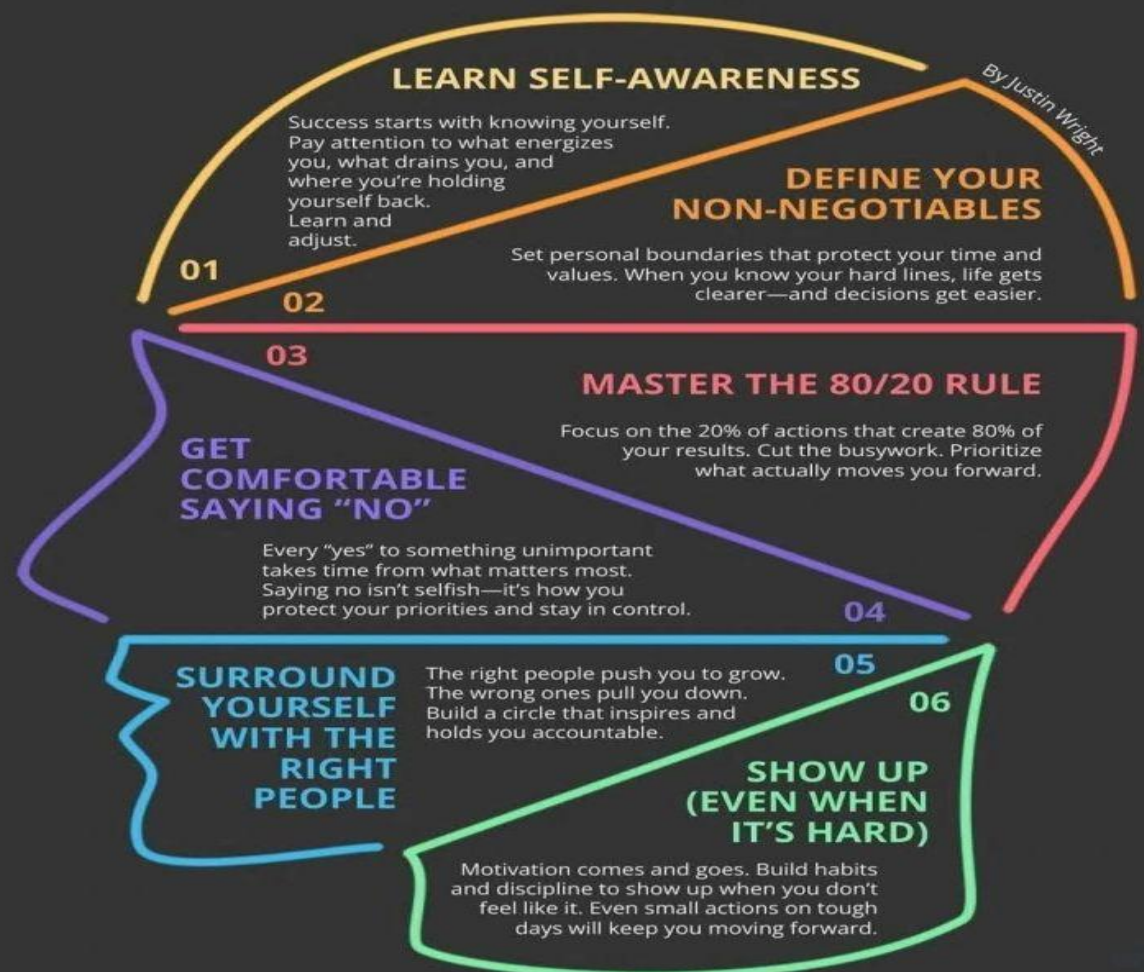 LEARN SELF-AWARENESS
By Justin Wright
Success starts with knowing yourself.
Pay attention to what energizes
you, what drains you, and
where you’re holding
yourself back.
Learn and
adjust.
01
DEFINE YOUR
NON-NEGOTIABLES
Set personal boundaries that protect your time and
values. When you know your hard lines, life gets
clearer—and decisions get easier.
02
03
MASTER THE 80/20 RULE
Focus on the 20% of actions that create 80% of
your results. Cut the busywork. Prioritize
what actually moves you forward.
GET
COMFORTABLE
SAYING “NO”
Every “yes” to something unimportant
takes time from what matters most.
Saying no isn’t selfish—it’s how you
protect your priorities and stay in control.
04
05
SURROUND
YOURSELF
WITH THE
RIGHT
PEOPLE
The right people push you to grow.
The wrong ones pull you down.
Build a circle that inspires and
holds you accountable.
06
SHOW UP
(EVEN WHEN
IT’S HARD)
Motivation comes and goes. Build habits
and discipline to show up when you don’t
feel like it. Even small actions on tough
days will keep you moving forward.